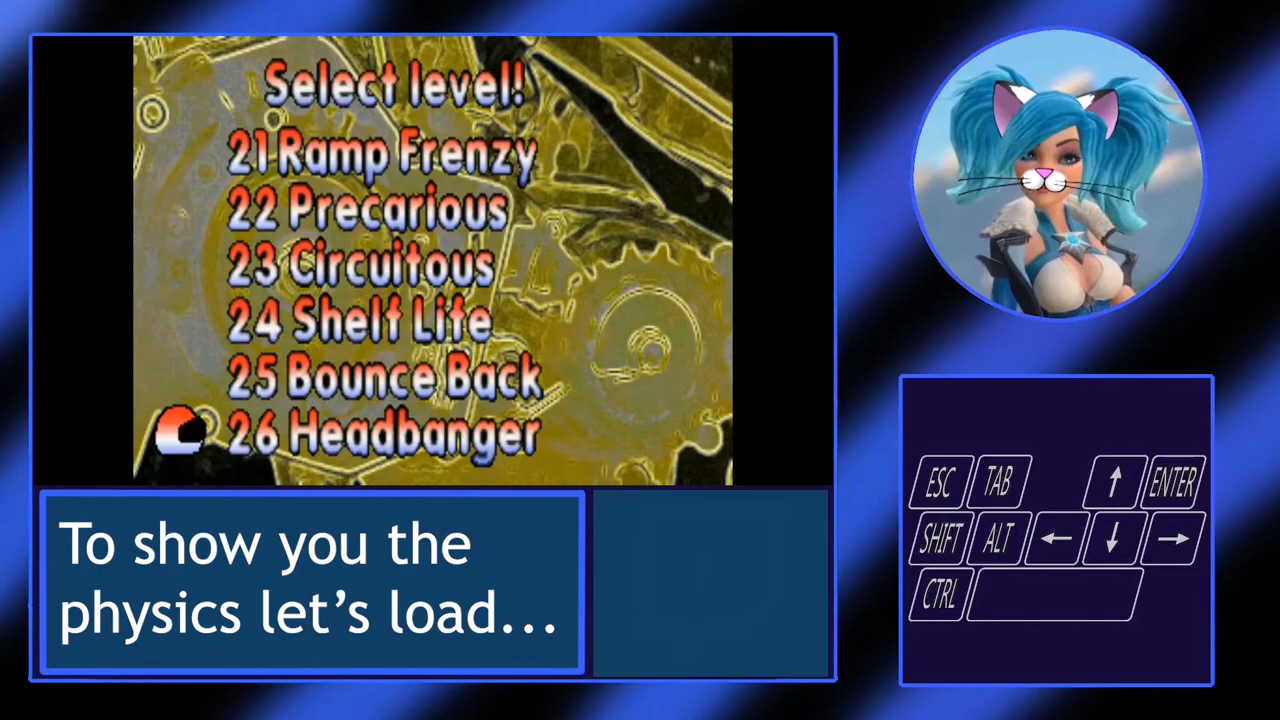 Select level!
21 Ramp Frenzy
22 Precarious
23 Circuitous
24 Shelf Life
25 Bounce Back
26 Headbanger
To show you the
physics let’s load...
ESC TAB ↑ ENTER
SHIFT ALT ← ↓ →
CTRL